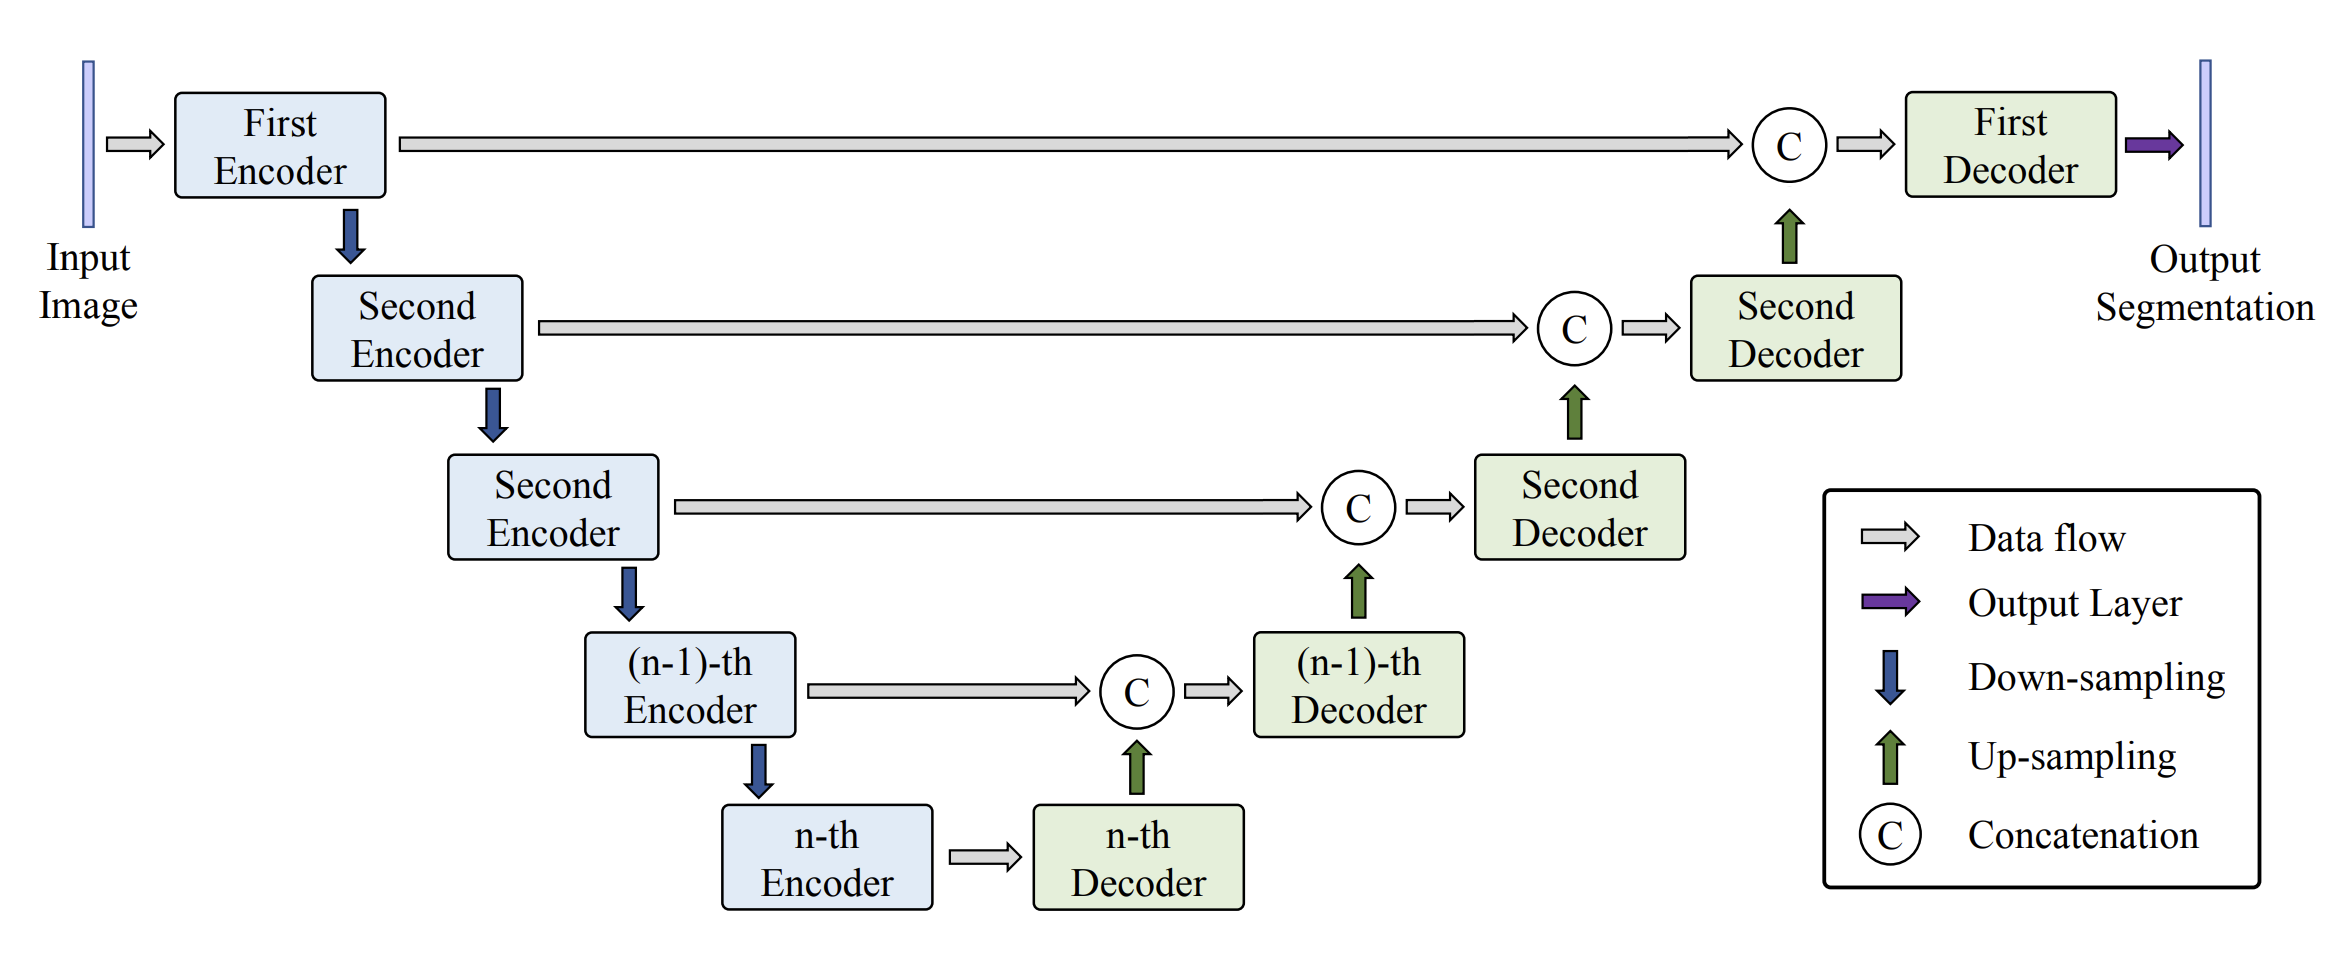 First
Encoder
C
First
Decoder
Input
Image
Output
Segmentation
Second
Encoder
C
Second
Decoder
Second
Encoder
C
Second
Decoder
(n-1)-th
Encoder
C
(n-1)-th
Decoder
n-th
Encoder
n-th
Decoder
Data flow
Output Layer
Down-sampling
Up-sampling
C Concatenation